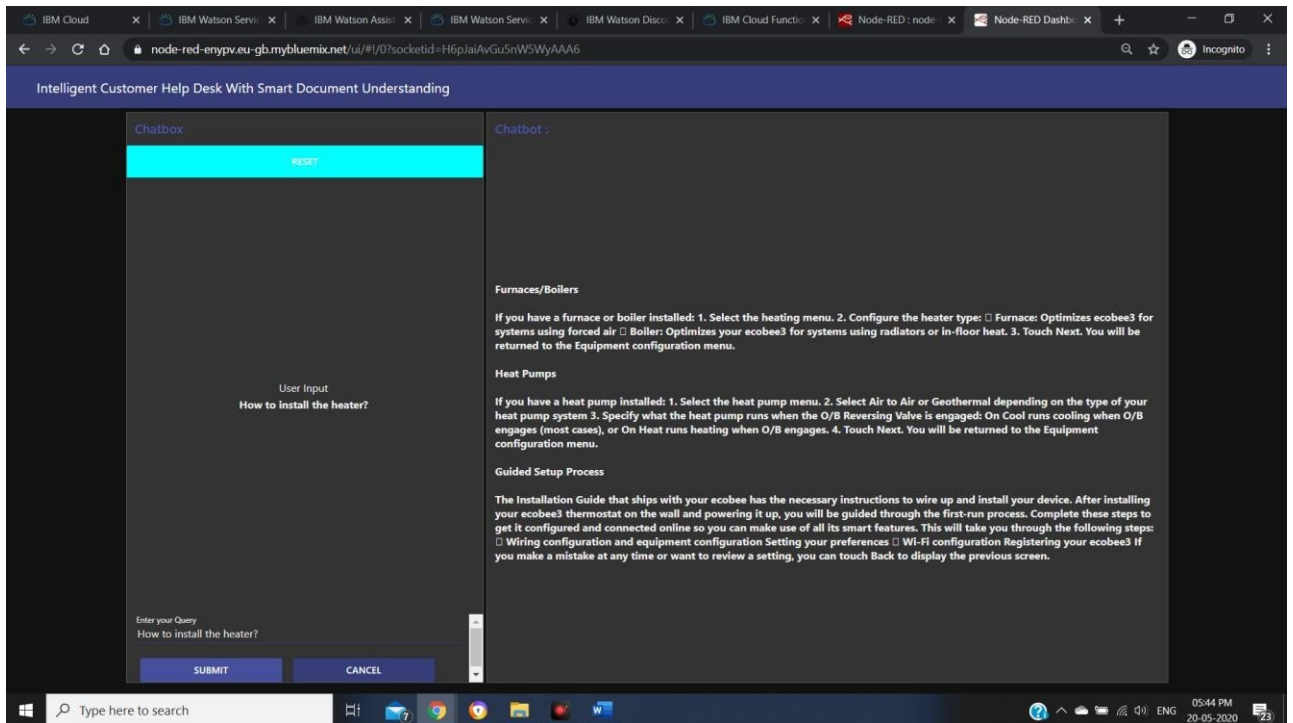 IBM Cloud
IBM Watson Servic
IBM Watson Assist
IBM Watson Servic
IBM Watson Disco
IBM Cloud Functio
Node-RED : node-
Node-RED Dashbo
node-red-enypv.eu-gb.mybluemix.net/ui/#!/0?socketid=H6pJaiAvGu5nW5WyAAA6
Incognito
Intelligent Customer Help Desk With Smart Document Understanding
Chatbox
RESET
User Input
How to install the heater?
Enter your Query
How to install the heater?
SUBMIT
CANCEL
Chatbot :
Furnaces/Boilers
If you have a furnace or boiler installed: 1. Select the heating menu. 2. Configure the heater type: □ Furnace: Optimizes ecobee3 for
systems using forced air □ Boiler: Optimizes your ecobee3 for systems using radiators or in-floor heat. 3. Touch Next. You will be
returned to the Equipment configuration menu.
Heat Pumps
If you have a heat pump installed: 1. Select the heat pump menu. 2. Select Air to Air or Geothermal depending on the type of your
heat pump system 3. Specify what the heat pump runs when the O/B Reversing Valve is engaged: On Cool runs cooling when O/B
engages (most cases), or On Heat runs heating when O/B engages. 4. Touch Next. You will be returned to the Equipment
configuration menu.
Guided Setup Process
The Installation Guide that ships with your ecobee has the necessary instructions to wire up and install your device. After installing
your ecobee3 thermostat on the wall and powering it up, you will be guided through the first-run process. Complete these steps to
get it configured and connected online so you can make use of all its smart features. This will take you through the following steps:
□ Wiring configuration and equipment configuration Setting your preferences □ Wi-Fi configuration Registering your ecobee3 If
you make a mistake at any time or want to review a setting, you can touch Back to display the previous screen.
Type here to search
7
W
ENG
05:44 PM
20-05-2020
23